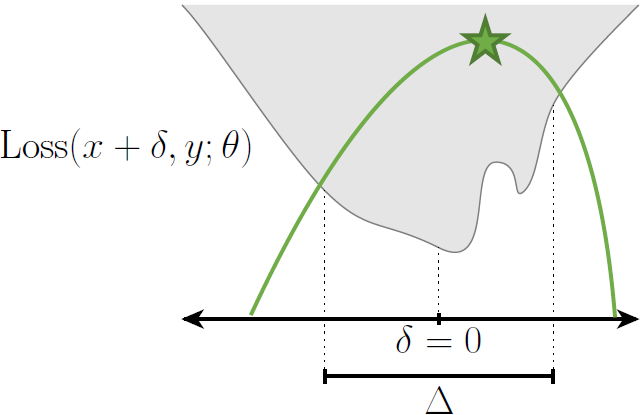 Loss(x + δ, y; θ)
δ = 0
Δ